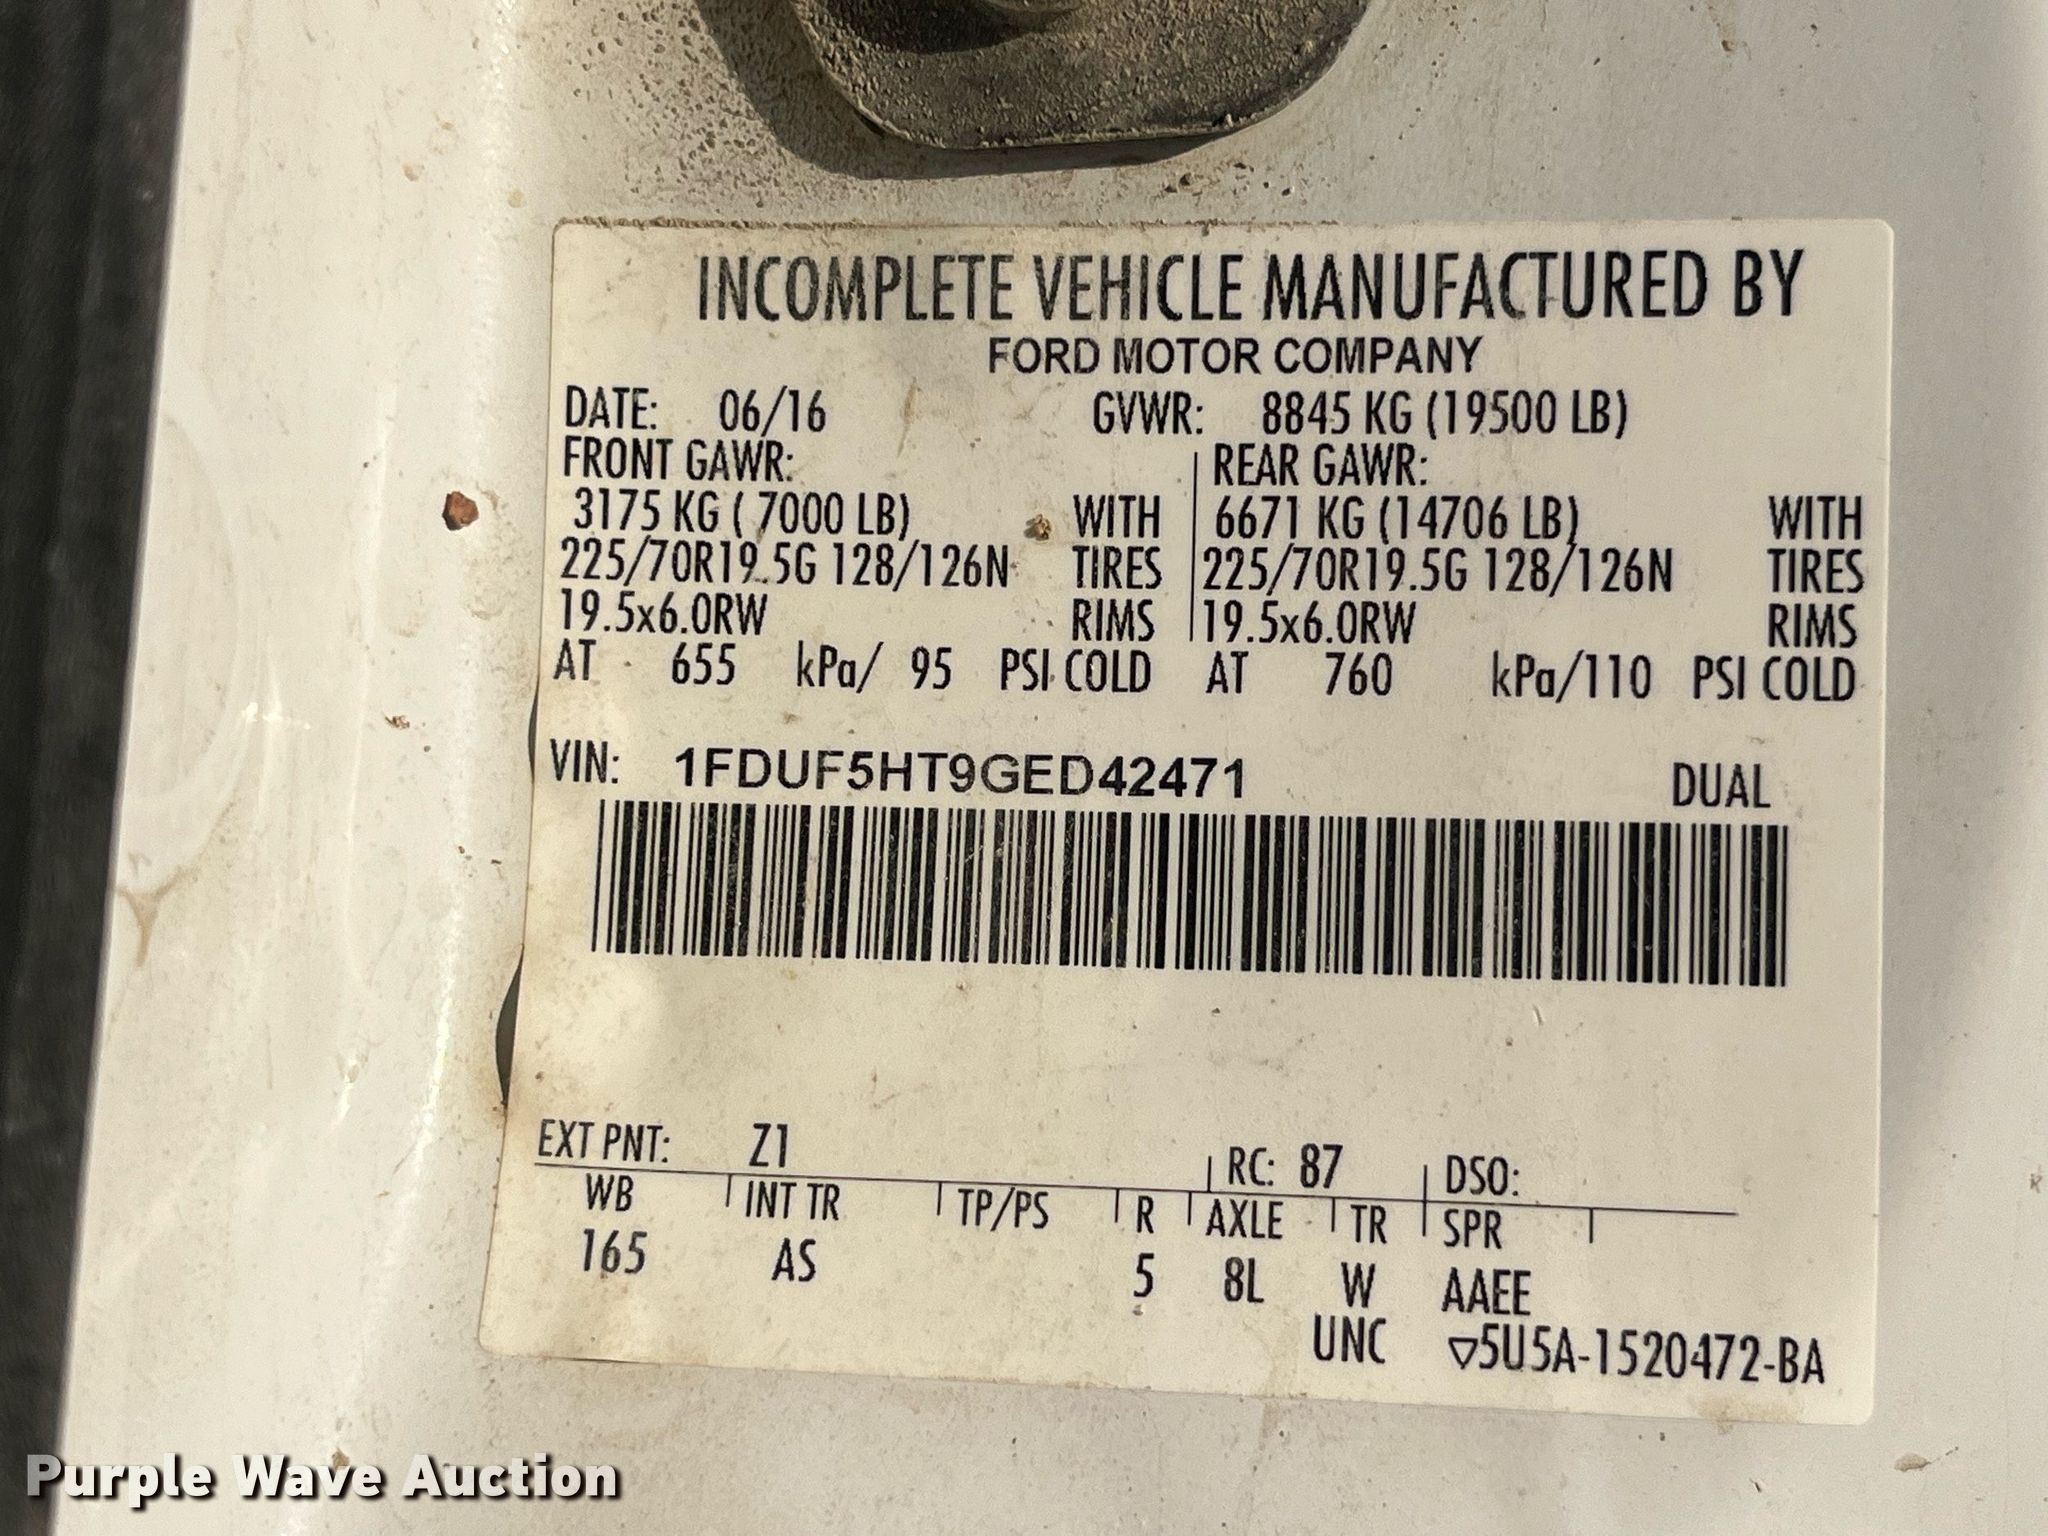 INCOMPLETE VEHICLE MANUFACTURED BY
FORD MOTOR COMPANY
DATE: 06/16 GVWR: 8845 KG (19500 LB)
FRONT GAWR: REAR GAWR:
3175 KG ( 7000 LB) WITH 6671 KG (14706 LB) WITH
225/70R19.5G 128/126N TIRES 225/70R19.5G 128/126N TIRES
19.5x6.0RW RIMS 19.5x6.0RW RIMS
AT 655 kPa/ 95 PSI COLD AT 760 kPa/110 PSI COLD
VIN: 1FDUF5HT9GED42471 DUAL
EXT PNT: Z1 RC: 87 DSO:
WB INT TR TP/PS R AXLE TR SPR
165 AS 5 8L W AAEE
UNC ▽5U5A-1520472-BA
Purple Wave Auction